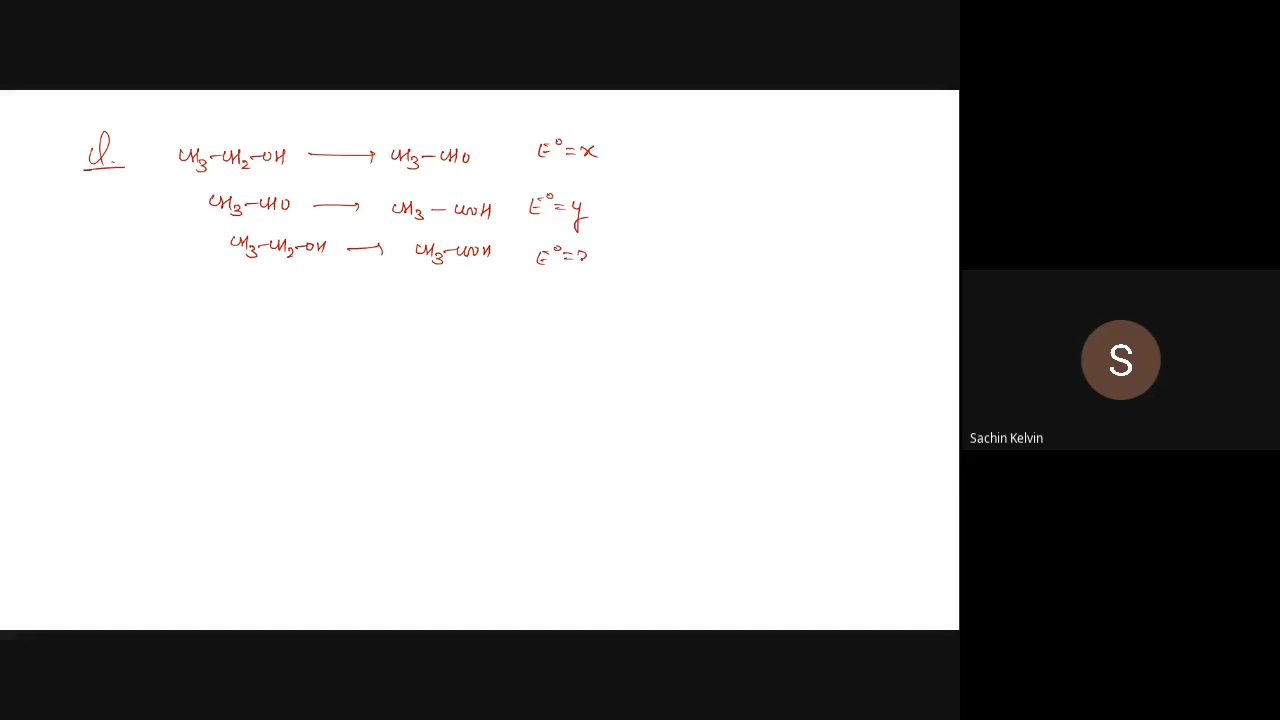 Q. CH₃-CH₂-OH ⟶ CH₃-CHO E°=x
CH₃-CHO ⟶ CH₃-COOH E°=y
CH₃-CH₂-OH ⟶ CH₃-COOH E°=?
S
Sachin Kelvin